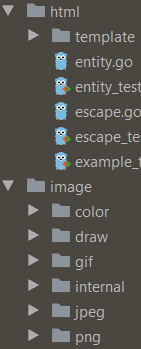 html
template
entity.go
entity_test
escape.go
escape_te
example_t
image
color
draw
gif
internal
jpeg
png